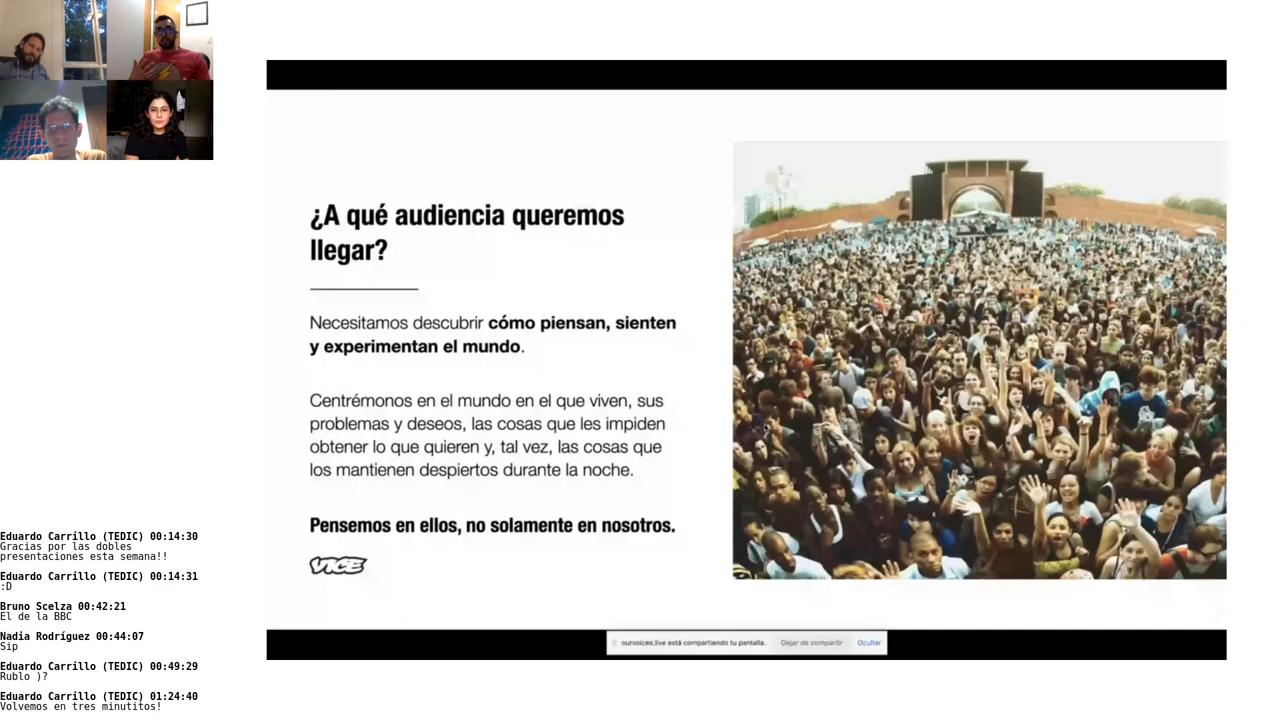 ¿A qué audiencia queremos
llegar?
Necesitamos descubrir cómo piensan, sienten
y experimentan el mundo.
Centrémonos en el mundo en el que viven, sus
problemas y deseos, las cosas que les impiden
obtener lo que quieren y, tal vez, las cosas que
los mantienen despiertos durante la noche.
Pensemos en ellos, no solamente en nosotros.
VICE
ourvoices.live está compartiendo tu pantalla. Dejar de compartir Ocultar
Eduardo Carrillo (TEDIC) 00:14:30
Gracias por las dobles
presentaciones esta semana!!
Eduardo Carrillo (TEDIC) 00:14:31
:D
Bruno Scelza 00:42:21
El de la BBC
Nadia Rodríguez 00:44:07
Sip
Eduardo Carrillo (TEDIC) 00:49:29
Rublo )?
Eduardo Carrillo (TEDIC) 01:24:40
Volvemos en tres minutitos!